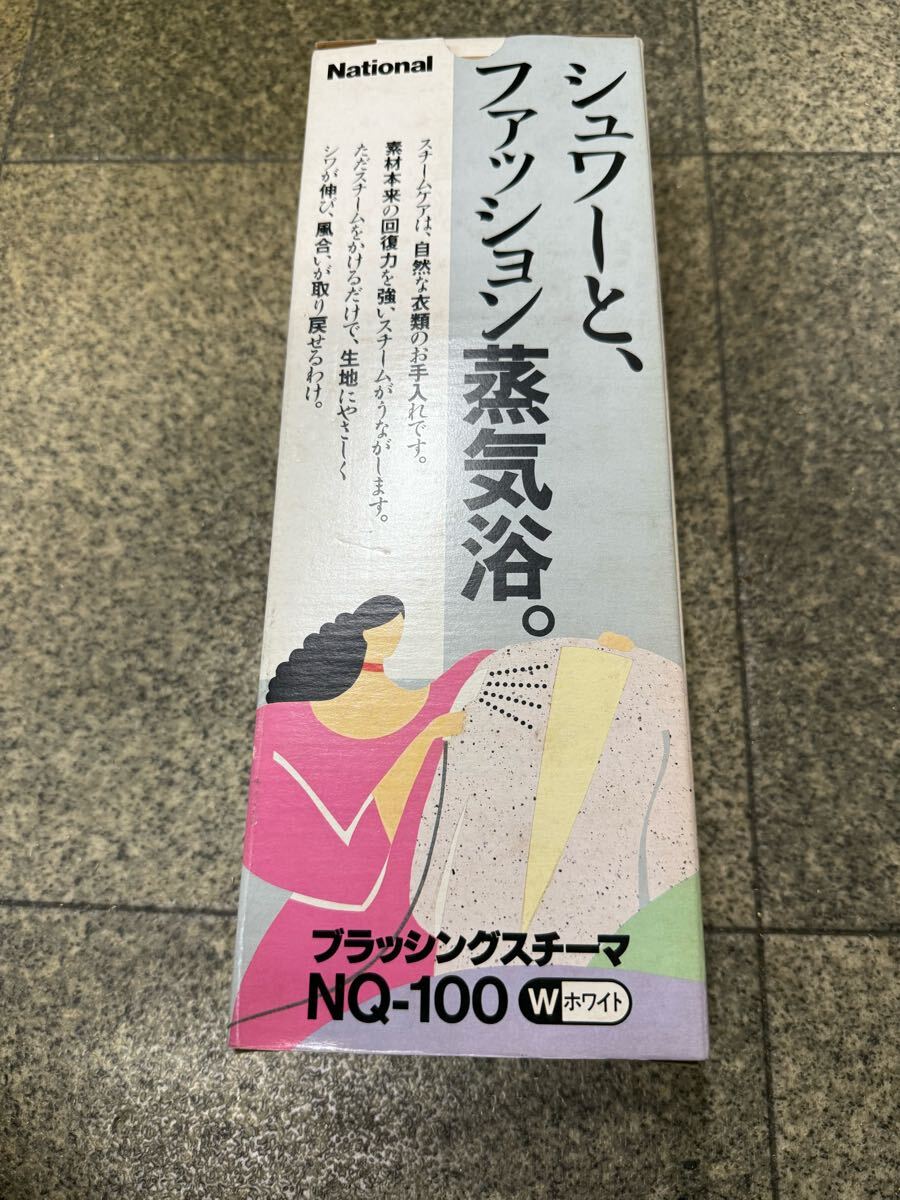 National
シュワーと、
ファッション蒸気浴。
スチームケアは、自然な衣類のお手入れです。
素材本来の回復力を強いスチームがうながします。
ただスチームをかけるだけで、生地にやさしく
シワが伸び、風合いが取り戻せるわけ。
ブラッシングスチーマ
NQ-100 W ホワイト